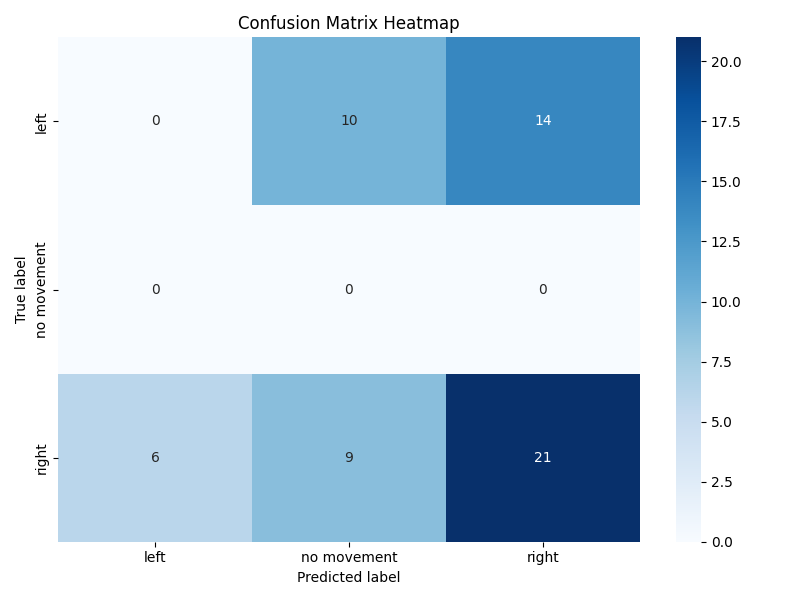 Confusion Matrix Heatmap
True label
left
no movement
right
0 10 14
0 0 0
6 9 21
left no movement right
Predicted label
20.0
17.5
15.0
12.5
10.0
7.5
5.0
2.5
0.0